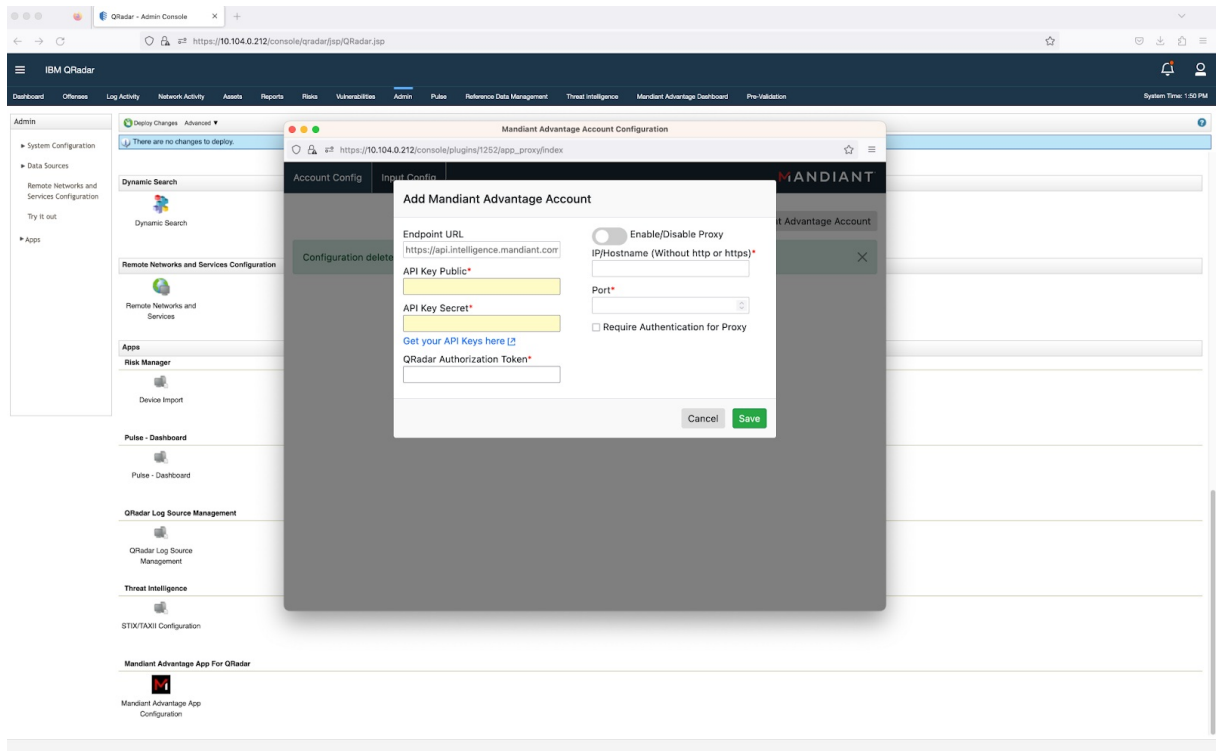 QRadar - Admin Console
https://10.104.0.212/console/qradar/jsp/QRadar.jsp
IBM QRadar
Dashboard Offenses Log Activity Network Activity Assets Reports Risks Vulnerabilities Admin Pulse Reference Data Management Threat Intelligence Mandiant Advantage Dashboard Pre-Validation System Time: 1:50 PM
Admin
System Configuration
Data Sources
Remote Networks and
Services Configuration
Try it out
Apps
Deploy Changes Advanced
There are no changes to deploy.
Dynamic Search
Dynamic Search
Remote Networks and Services Configuration
Remote Networks and
Services
Apps
Risk Manager
Device Import
Pulse - Dashboard
Pulse - Dashboard
QRadar Log Source Management
QRadar Log Source
Management
Threat Intelligence
STIX/TAXII Configuration
Mandiant Advantage App For QRadar
Mandiant Advantage App
Configuration
Mandiant Advantage Account Configuration
https://10.104.0.212/console/plugins/1252/app_proxy/index
Account Config Input Config MANDIANT
t Advantage Account
Configuration delete
Add Mandiant Advantage Account
Endpoint URL
https://api.intelligence.mandiant.com
API Key Public*
API Key Secret*
Get your API Keys here
QRadar Authorization Token*
Enable/Disable Proxy
IP/Hostname (Without http or https)*
Port*
Require Authentication for Proxy
Cancel Save